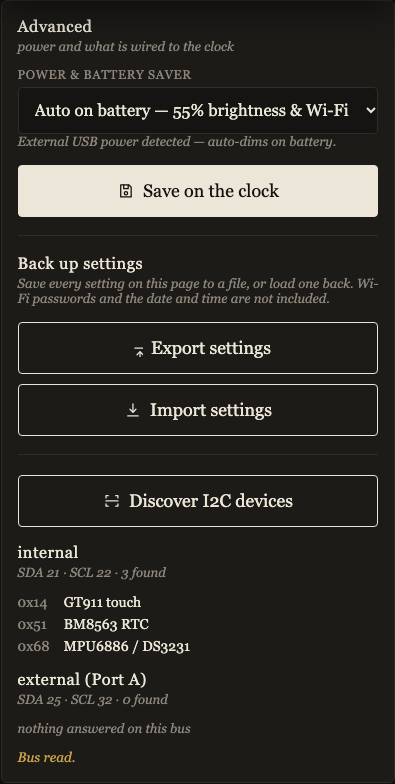 Advanced
power and what is wired to the clock
POWER & BATTERY SAVER
Auto on battery — 55% brightness & Wi-Fi
External USB power detected — auto-dims on battery.
Save on the clock
Back up settings
Save every setting on this page to a file, or load one back. Wi-
Fi passwords and the date and time are not included.
Export settings
Import settings
Discover I2C devices
internal
SDA 21 · SCL 22 · 3 found
0x14 GT911 touch
0x51 BM8563 RTC
0x68 MPU6886 / DS3231
external (Port A)
SDA 25 · SCL 32 · 0 found
nothing answered on this bus
Bus read.